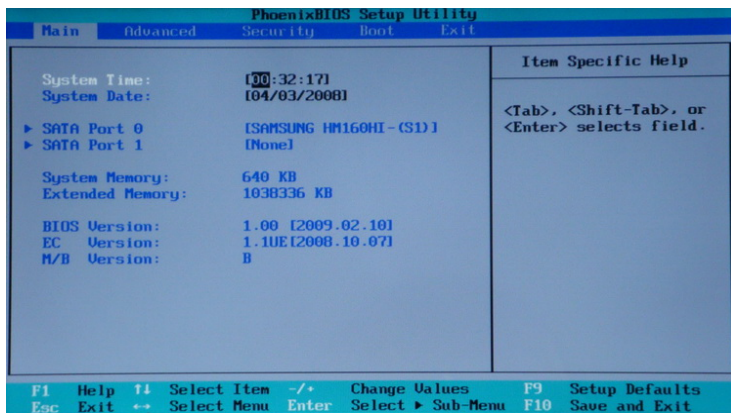 PhoenixBIOS Setup Utility
Main Advanced Security Boot Exit
Item Specific Help
System Time: [00:32:17]
System Date: [04/03/2008]
<Tab>, <Shift-Tab>, or
<Enter> selects field.
▶ SATA Port 0 [SAMSUNG HM160HI-(S1)]
▶ SATA Port 1 [None]
System Memory: 640 KB
Extended Memory: 1038336 KB
BIOS Version: 1.00 [2009.02.10]
EC Version: 1.1UE[2008.10.07]
M/B Version: B
F1 Help ↑↓ Select Item -/+ Change Values F9 Setup Defaults
Esc Exit ↔ Select Menu Enter Select ▶ Sub-Menu F10 Save and Exit